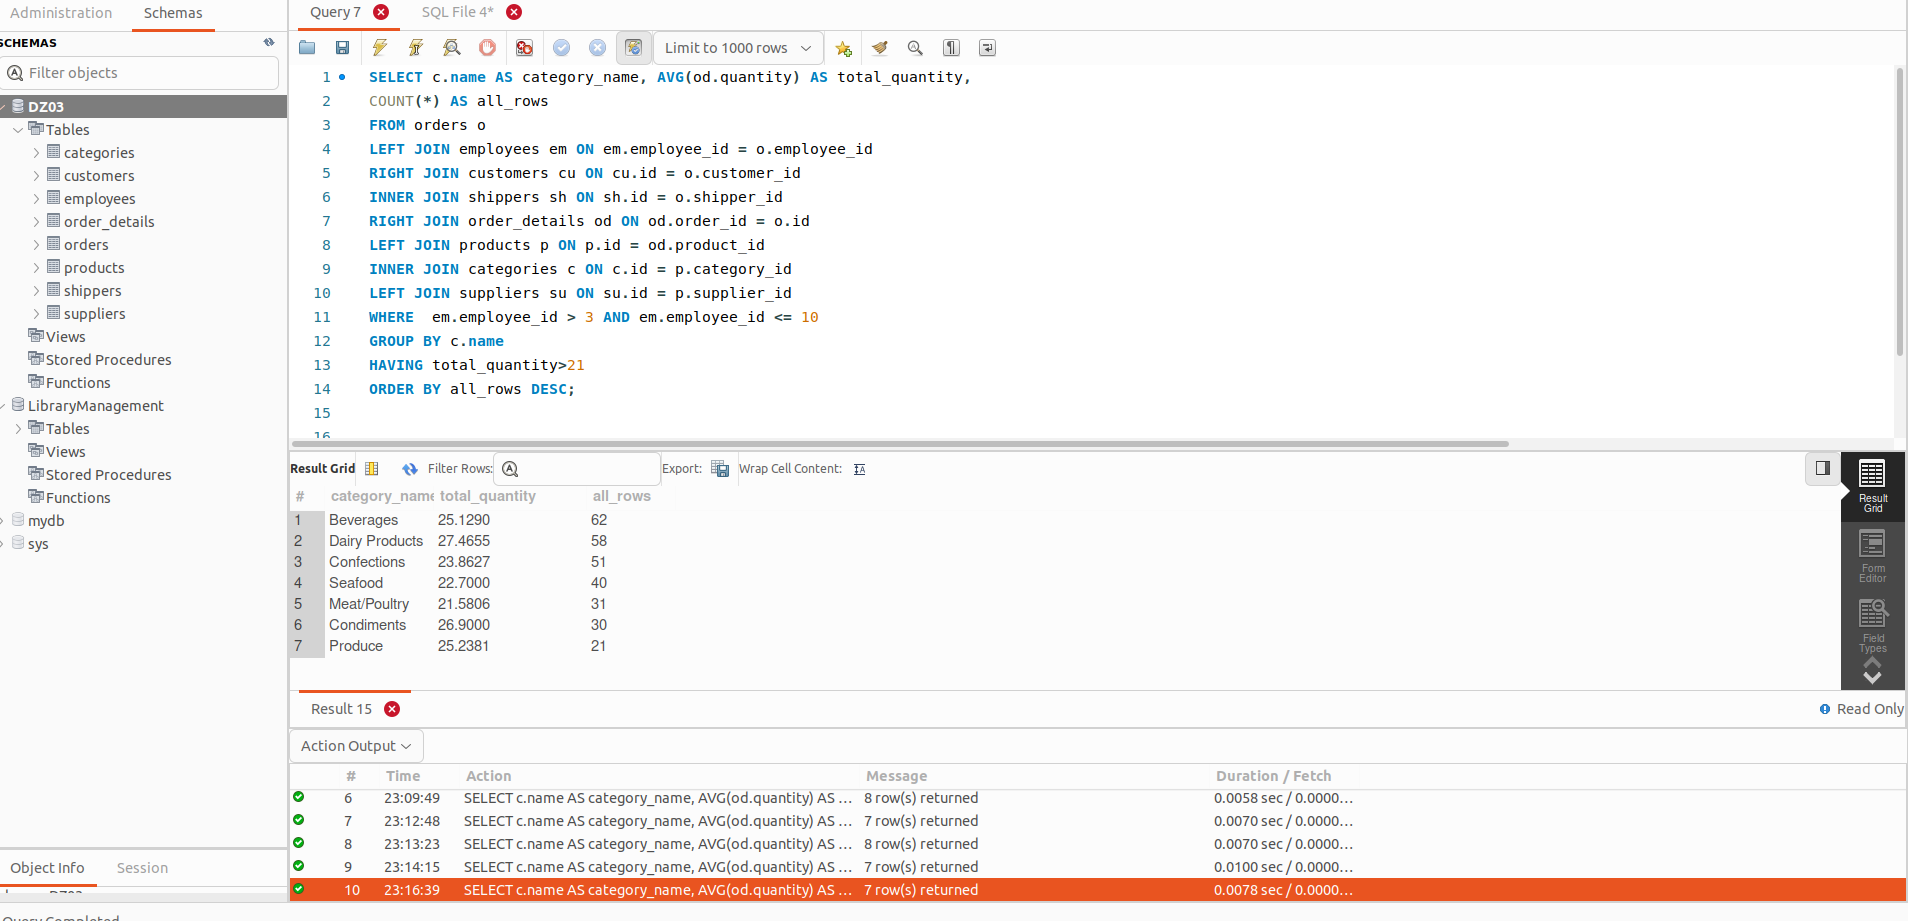 Administration
Schemas
SCHEMAS
Filter objects
DZ03
Tables
categories
customers
employees
order_details
orders
products
shippers
suppliers
Views
Stored Procedures
Functions
LibraryManagement
Tables
Views
Stored Procedures
Functions
mydb
sys
Object Info
Session
DZ03
Query Completed
Query 7
SQL File 4*
Limit to 1000 rows
1 SELECT c.name AS category_name, AVG(od.quantity) AS total_quantity,
2 COUNT(*) AS all_rows
3 FROM orders o
4 LEFT JOIN employees em ON em.employee_id = o.employee_id
5 RIGHT JOIN customers cu ON cu.id = o.customer_id
6 INNER JOIN shippers sh ON sh.id = o.shipper_id
7 RIGHT JOIN order_details od ON od.order_id = o.id
8 LEFT JOIN products p ON p.id = od.product_id
9 INNER JOIN categories c ON c.id = p.category_id
10 LEFT JOIN suppliers su ON su.id = p.supplier_id
11 WHERE  em.employee_id > 3 AND em.employee_id <= 10
12 GROUP BY c.name
13 HAVING total_quantity>21
14 ORDER BY all_rows DESC;
15
16
Result Grid
Filter Rows:
Export:
Wrap Cell Content:
# category_name total_quantity all_rows
1 Beverages 25.1290 62
2 Dairy Products 27.4655 58
3 Confections 23.8627 51
4 Seafood 22.7000 40
5 Meat/Poultry 21.5806 31
6 Condiments 26.9000 30
7 Produce 25.2381 21
Result
Grid
Form
Editor
Field
Types
Result 15
Read Only
Action Output
# Time Action Message Duration / Fetch
6 23:09:49 SELECT c.name AS category_name, AVG(od.quantity) AS ... 8 row(s) returned 0.0058 sec / 0.0000...
7 23:12:48 SELECT c.name AS category_name, AVG(od.quantity) AS ... 7 row(s) returned 0.0070 sec / 0.0000...
8 23:13:23 SELECT c.name AS category_name, AVG(od.quantity) AS ... 8 row(s) returned 0.0070 sec / 0.0000...
9 23:14:15 SELECT c.name AS category_name, AVG(od.quantity) AS ... 7 row(s) returned 0.0100 sec / 0.0000...
10 23:16:39 SELECT c.name AS category_name, AVG(od.quantity) AS ... 7 row(s) returned 0.0078 sec / 0.0000...